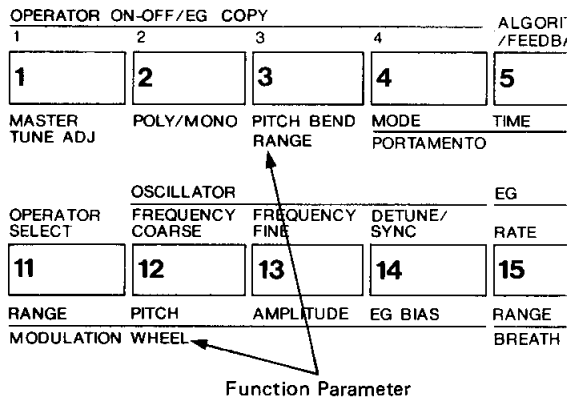 OPERATOR ON-OFF/EG COPY
1 2 3 4
/FEEDBA
1 2 3 4 5
MASTER TUNE ADJ
POLY/MONO
PITCH BEND RANGE
MODE
TIME
PORTAMENTO
OSCILLATOR
EG
OPERATOR SELECT
FREQUENCY COARSE
FREQUENCY FINE
DETUNE/ SYNC
RATE
11 12 13 14 15
RANGE PITCH AMPLITUDE EG BIAS RANGE
MODULATION WHEEL
BREATH
Function Parameter